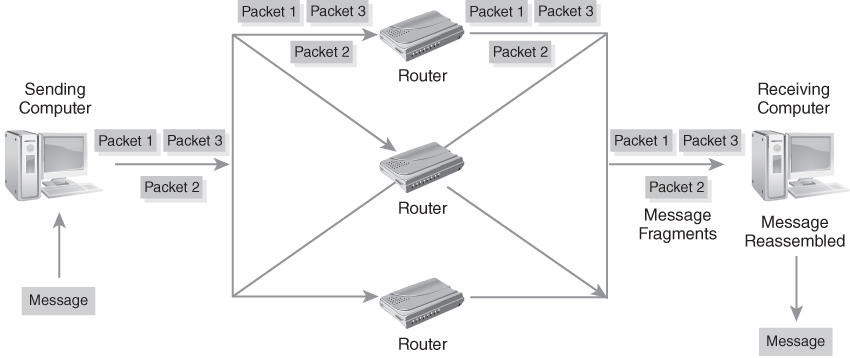 Packet 1 Packet 3 Packet 1 Packet 3
Packet 2 Packet 2
Router
Sending
Computer
Receiving
Computer
Packet 1 Packet 3
Packet 2
Packet 1 Packet 3
Packet 2
Message
Fragments
Router
Message
Reassembled
Message
Router
Message